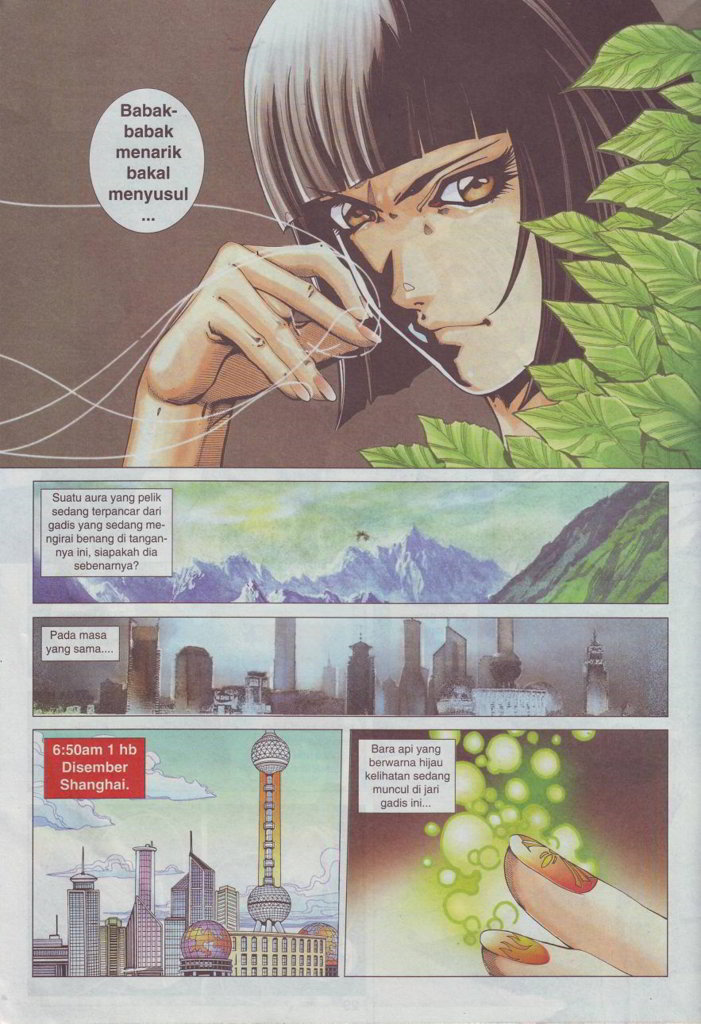 Babak-
babak
menarik
bakal
menyusul
...
Suatu aura yang pelik
sedang terpancar dari
gadis yang sedang me-
ngirai benang di tangan-
nya ini, siapakah dia
sebenarnya?
Pada masa
yang sama....
6:50am 1 hb
Disember
Shanghai.
Bara api yang
berwarna hijau
kelihatan sedang
muncul di jari
gadis ini...